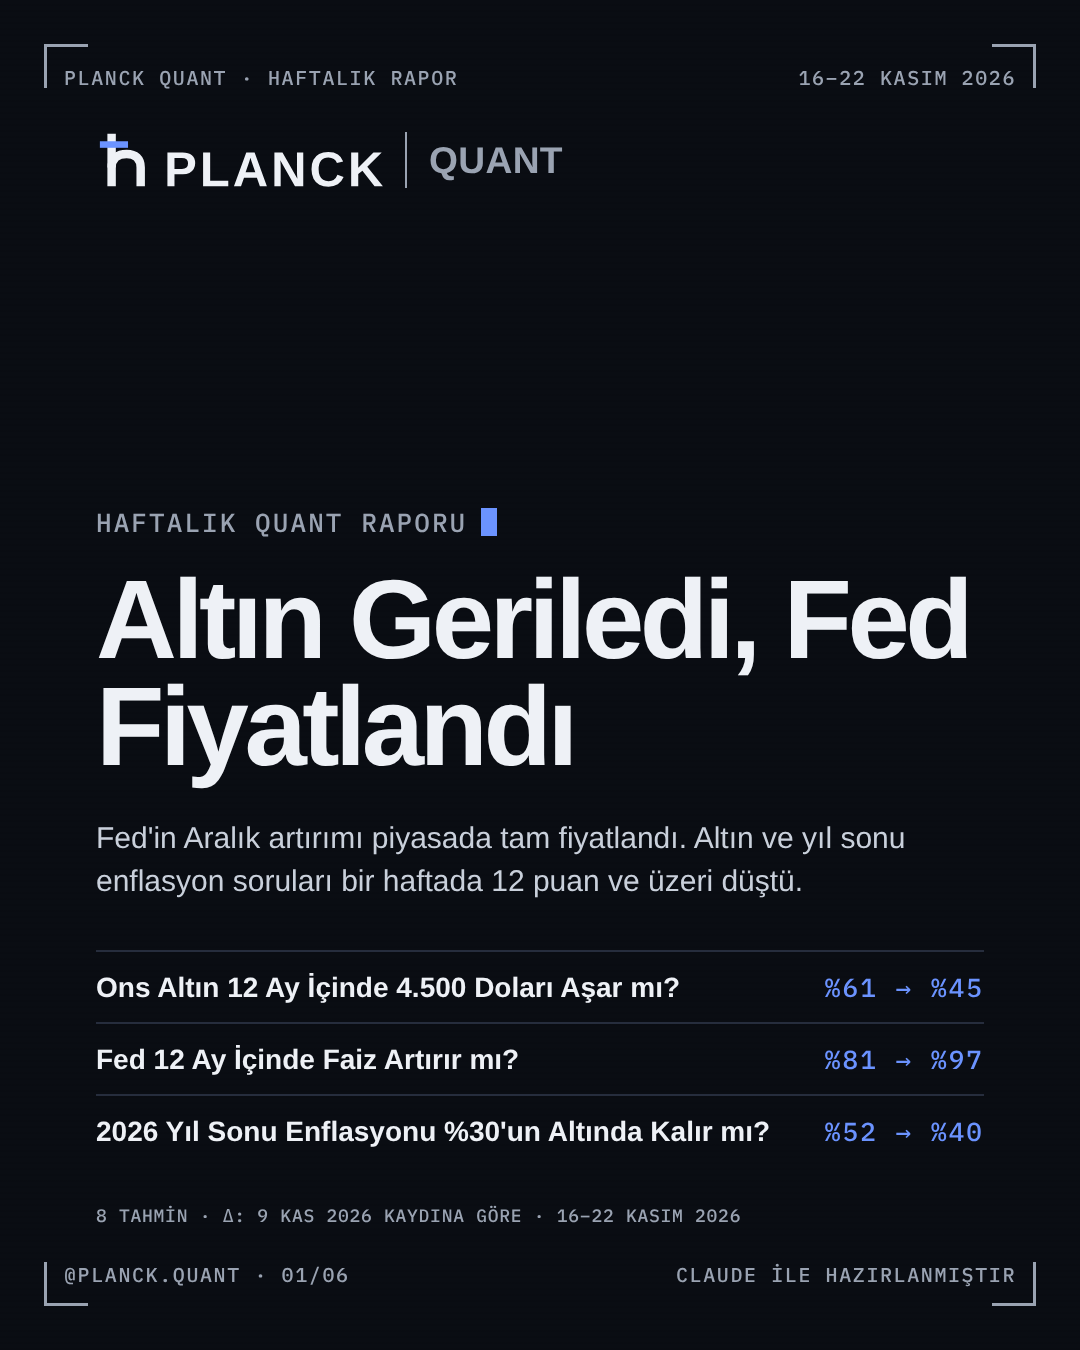 PLANCK QUANT · HAFTALIK RAPOR
16–22 KASIM 2026
ħ PLANCK | QUANT
HAFTALIK QUANT RAPORU
Altın Geriledi, Fed
Fiyatlandı
Fed'in Aralık artırımı piyasada tam fiyatlandı. Altın ve yıl sonu
enflasyon soruları bir haftada 12 puan ve üzeri düştü.
Ons Altın 12 Ay İçinde 4.500 Doları Aşar mı? %61 → %45
Fed 12 Ay İçinde Faiz Artırır mı? %81 → %97
2026 Yıl Sonu Enflasyonu %30'un Altında Kalır mı? %52 → %40
8 TAHMİN · Δ: 9 KAS 2026 KAYDINA GÖRE · 16–22 KASIM 2026
@PLANCK.QUANT · 01/06
CLAUDE İLE HAZIRLANMIŞTIR